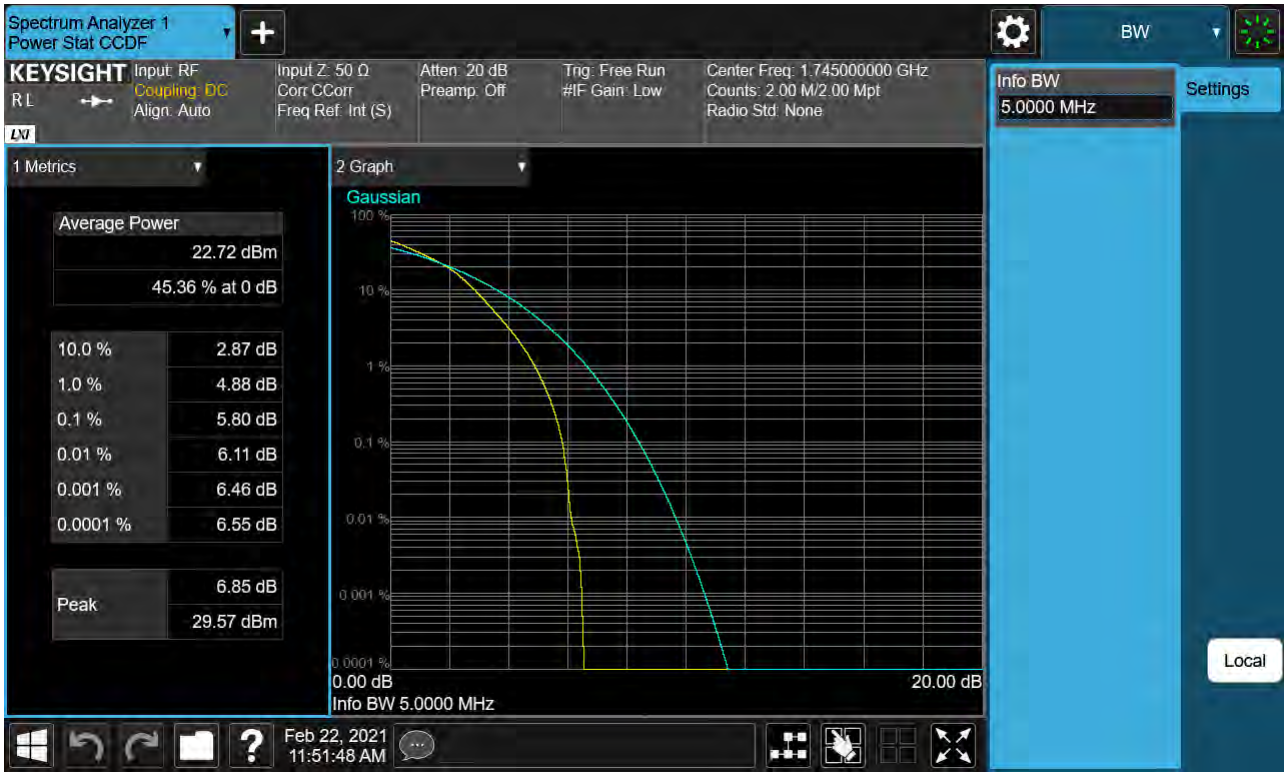 Spectrum Analyzer 1
Power Stat CCDF
BW
KEYSIGHT
R L
LXI
Input: RF
Coupling: DC
Align: Auto
Input Z: 50 Ω
Corr CCorr
Freq Ref: Int (S)
Atten: 20 dB
Preamp: Off
Trig: Free Run
#IF Gain: Low
Center Freq: 1.745000000 GHz
Counts: 2.00 M/2.00 Mpt
Radio Std: None
Info BW
5.0000 MHz
Settings
1 Metrics
Average Power
22.72 dBm
45.36 % at 0 dB
10.0 % 2.87 dB
1.0 % 4.88 dB
0.1 % 5.80 dB
0.01 % 6.11 dB
0.001 % 6.46 dB
0.0001 % 6.55 dB
Peak 6.85 dB
29.57 dBm
2 Graph
Gaussian
100 %
10 %
1 %
0.1 %
0.01 %
0.001 %
0.0001 %
0.00 dB 20.00 dB
Info BW 5.0000 MHz
Local
?
Feb 22, 2021
11:51:48 AM